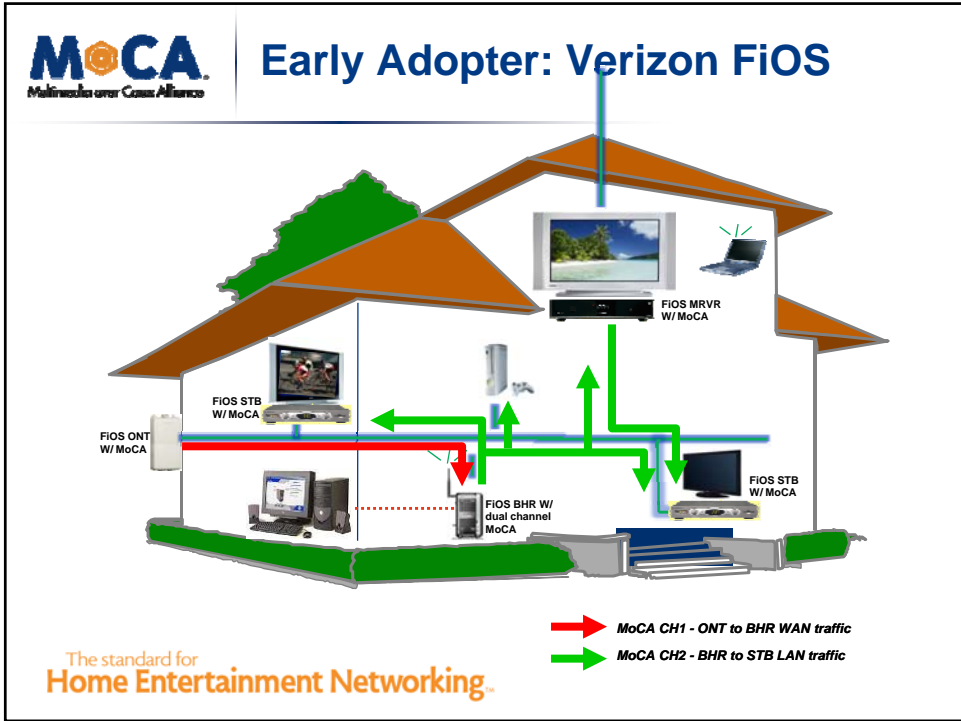 MoCA.
Multimedia over Coax Alliance
Early Adopter: Verizon FiOS
FiOS MRVR
W/ MoCA
FiOS STB
W/ MoCA
FiOS ONT
W/ MoCA
FiOS STB
W/ MoCA
FiOS BHR W/
dual channel
MoCA
MoCA CH1 - ONT to BHR WAN traffic
MoCA CH2 - BHR to STB LAN traffic
The standard for
Home Entertainment Networking™